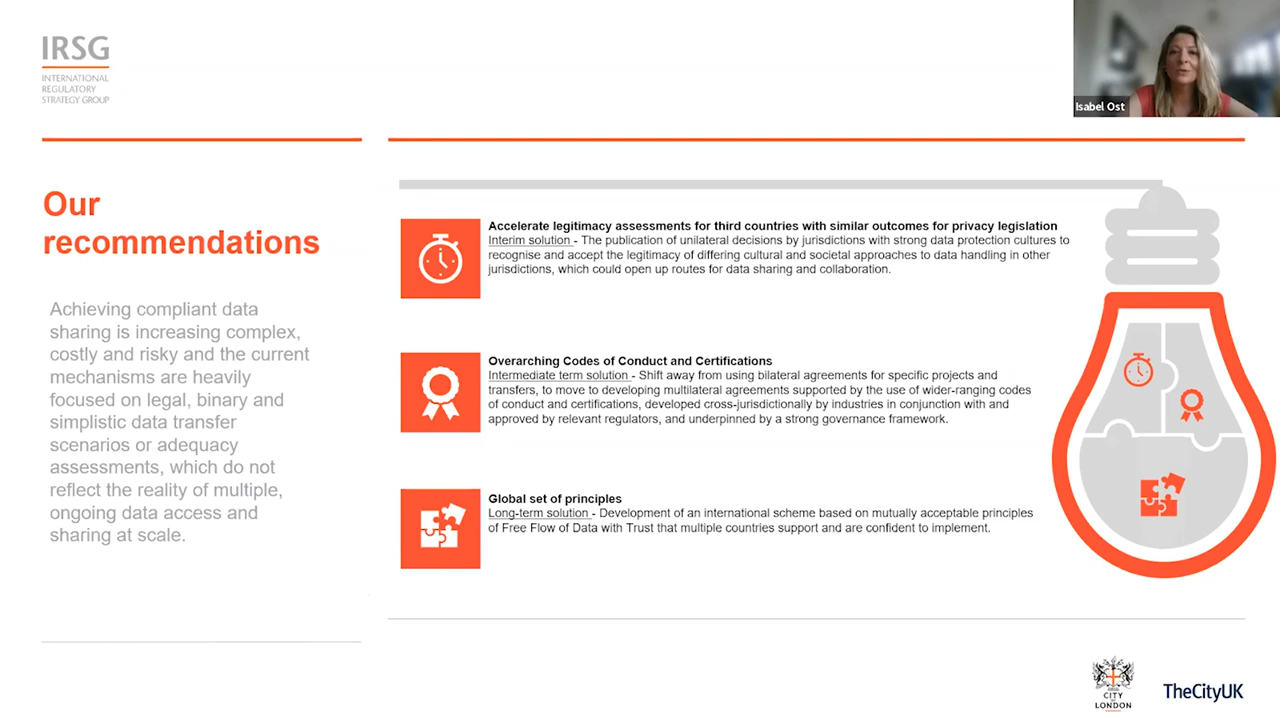 IRSG
INTERNATIONAL
REGULATORY
STRATEGY GROUP
Isabel Ost
Our
recommendations
Achieving compliant data
sharing is increasing complex,
costly and risky and the current
mechanisms are heavily
focused on legal, binary and
simplistic data transfer
scenarios or adequacy
assessments, which do not
reflect the reality of multiple,
ongoing data access and
sharing at scale.
Accelerate legitimacy assessments for third countries with similar outcomes for privacy legislation
Interim solution - The publication of unilateral decisions by jurisdictions with strong data protection cultures to
recognise and accept the legitimacy of differing cultural and societal approaches to data handling in other
jurisdictions, which could open up routes for data sharing and collaboration.
Overarching Codes of Conduct and Certifications
Intermediate term solution - Shift away from using bilateral agreements for specific projects and
transfers, to move to developing multilateral agreements supported by the use of wider-ranging codes
of conduct and certifications, developed cross-jurisdictionally by industries in conjunction with and
approved by relevant regulators, and underpinned by a strong governance framework.
Global set of principles
Long-term solution - Development of an international scheme based on mutually acceptable principles
of Free Flow of Data with Trust that multiple countries support and are confident to implement.
CITY
LONDON
TheCityUK